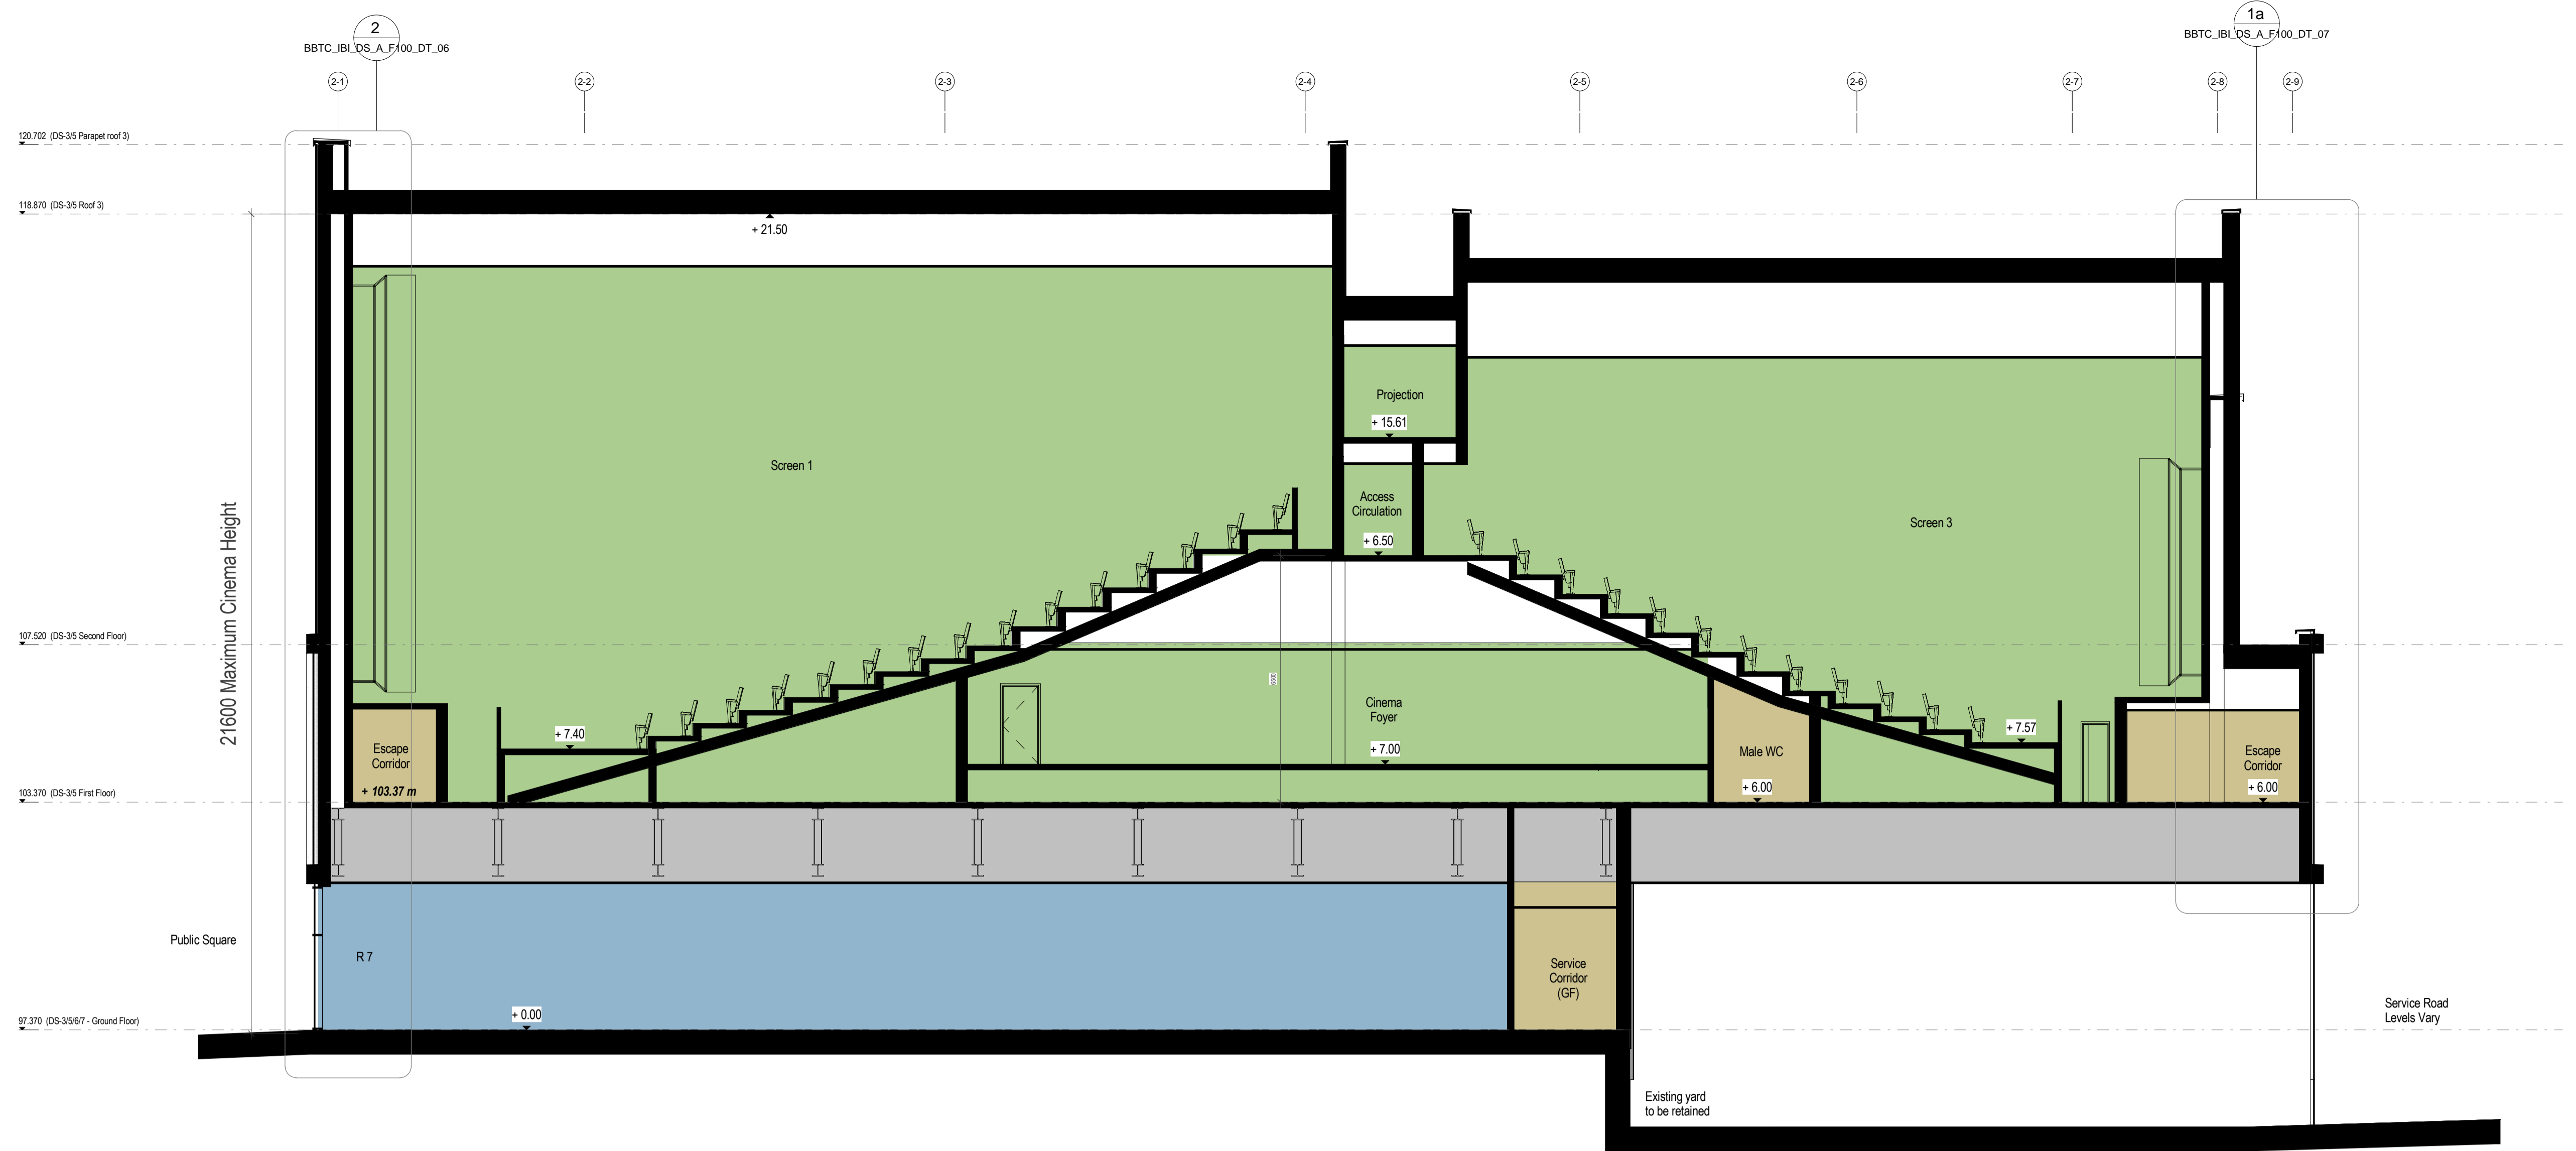 2
BBTC_IBI_DS_A_F100_DT_06
1a
BBTC_IBI_DS_A_F100_DT_07
2-1
2-2
2-3
2-4
2-5
2-6
2-7
2-8
2-9
120.702 (DS-3/5 Parapet roof 3)
118.870 (DS-3/5 Roof 3)
+ 21.50
Projection
+ 15.61
Screen 1
Access
Circulation
+ 6.50
Screen 3
21600 Maximum Cinema Height
107.520 (DS-3/5 Second Floor)
Cinema
Foyer
+ 7.00
+ 7.40
+ 7.57
Escape
Corridor
+ 103.37 m
Male WC
+ 6.00
Escape
Corridor
+ 6.00
103.370 (DS-3/5 First Floor)
Public Square
R 7
Service
Corridor
(GF)
+ 0.00
97.370 (DS-3/5/6/7 - Ground Floor)
Service Road
Levels Vary
Existing yard
to be retained